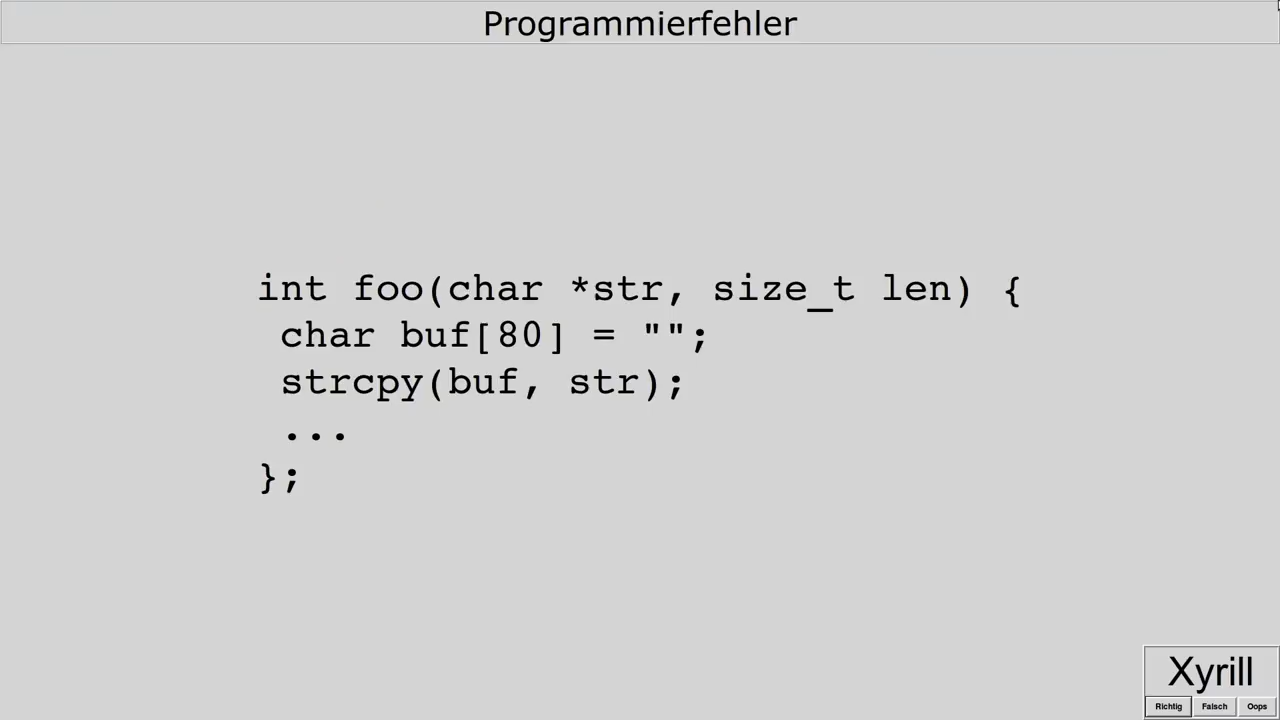 Programmierfehler
int foo(char *str, size_t len) {
 char buf[80] = "";
 strcpy(buf, str);
 ...
};
Xyrill
Richtig Falsch Oops